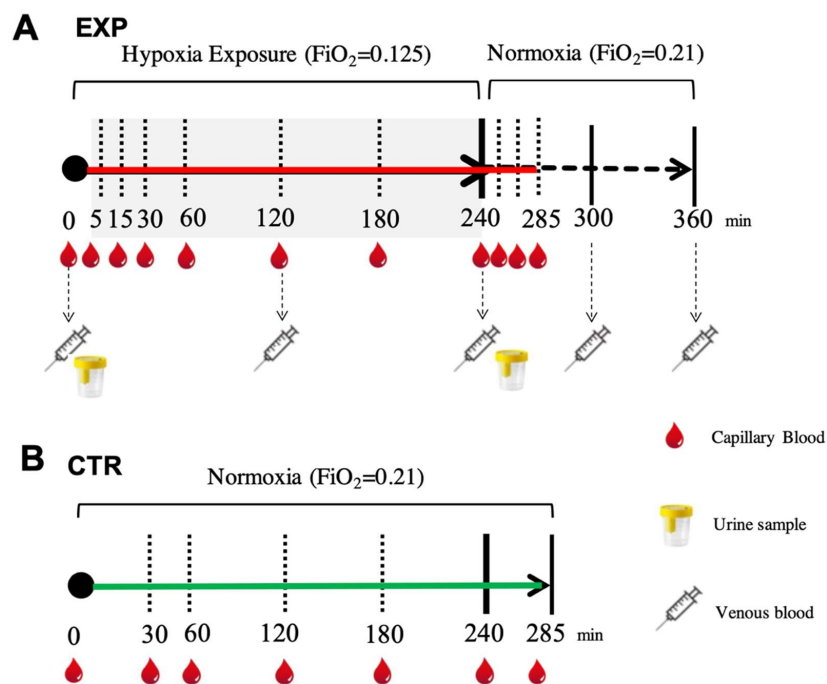 A EXP
Hypoxia Exposure (FiO₂=0.125) Normoxia (FiO₂=0.21)
0 5 15 30 60 120 180 240 285 300 360 min
Capillary Blood
B CTR
Normoxia (FiO₂=0.21)
Urine sample
Venous blood
0 30 60 120 180 240 285 min